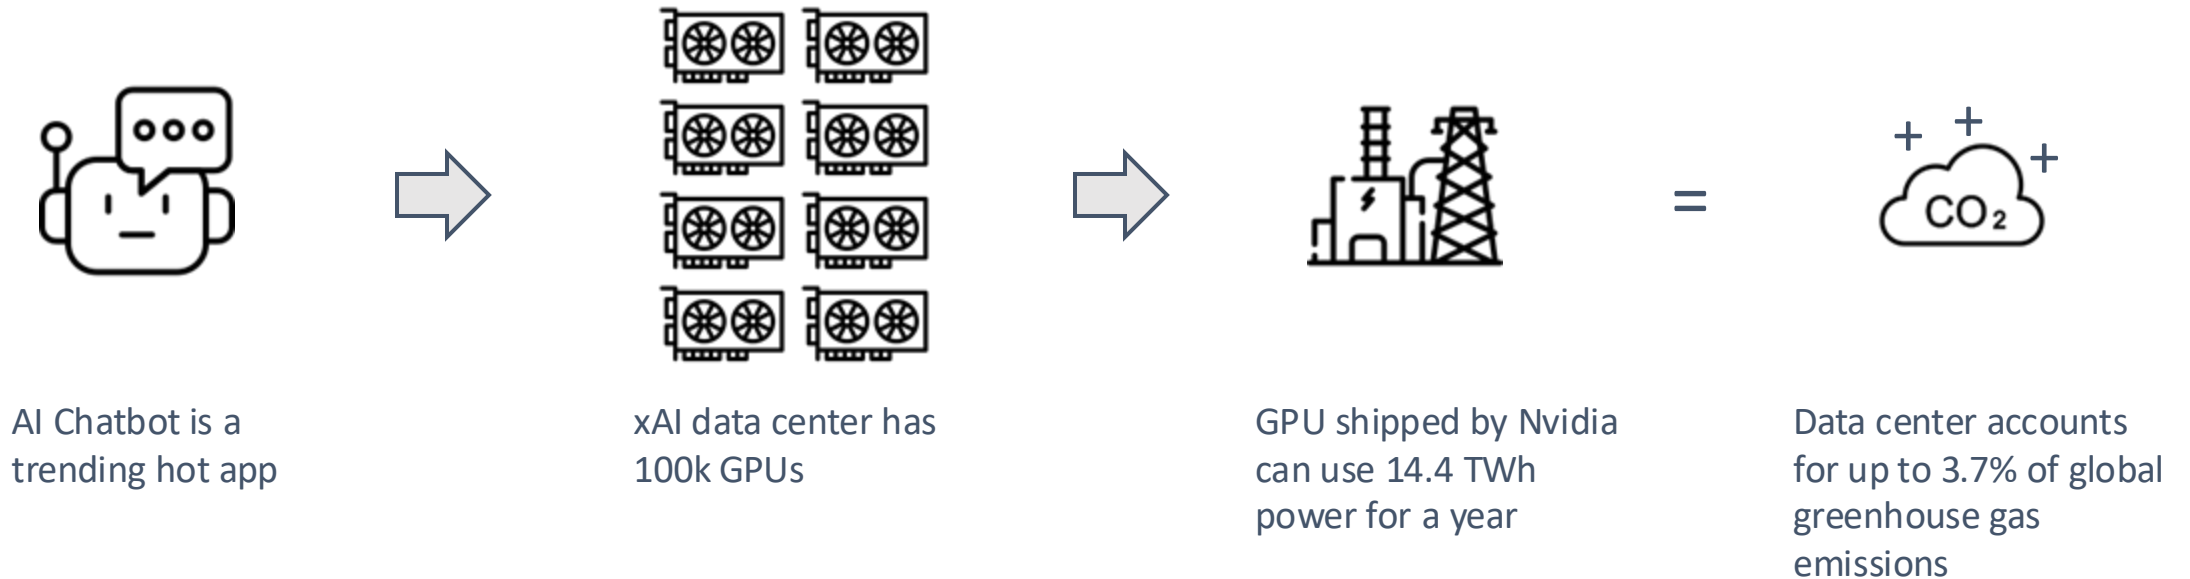 CO₂
AI Chatbot is a
trending hot app
xAI data center has
100k GPUs
GPU shipped by Nvidia
can use 14.4 TWh
power for a year
Data center accounts
for up to 3.7% of global
greenhouse gas
emissions